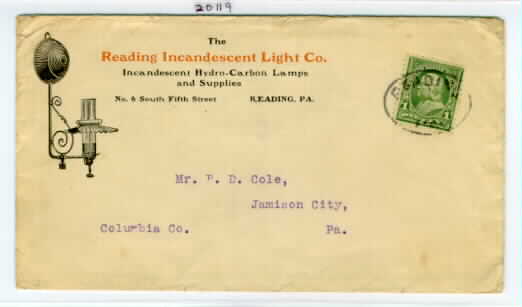 20119
The
Reading Incandescent Light Co.
Incandescent Hydro-Carbon Lamps
and Supplies
No. 6 South Fifth Street READING, PA.
Mr. P. D. Cole,
Jamison City,
Columbia Co. Pa.